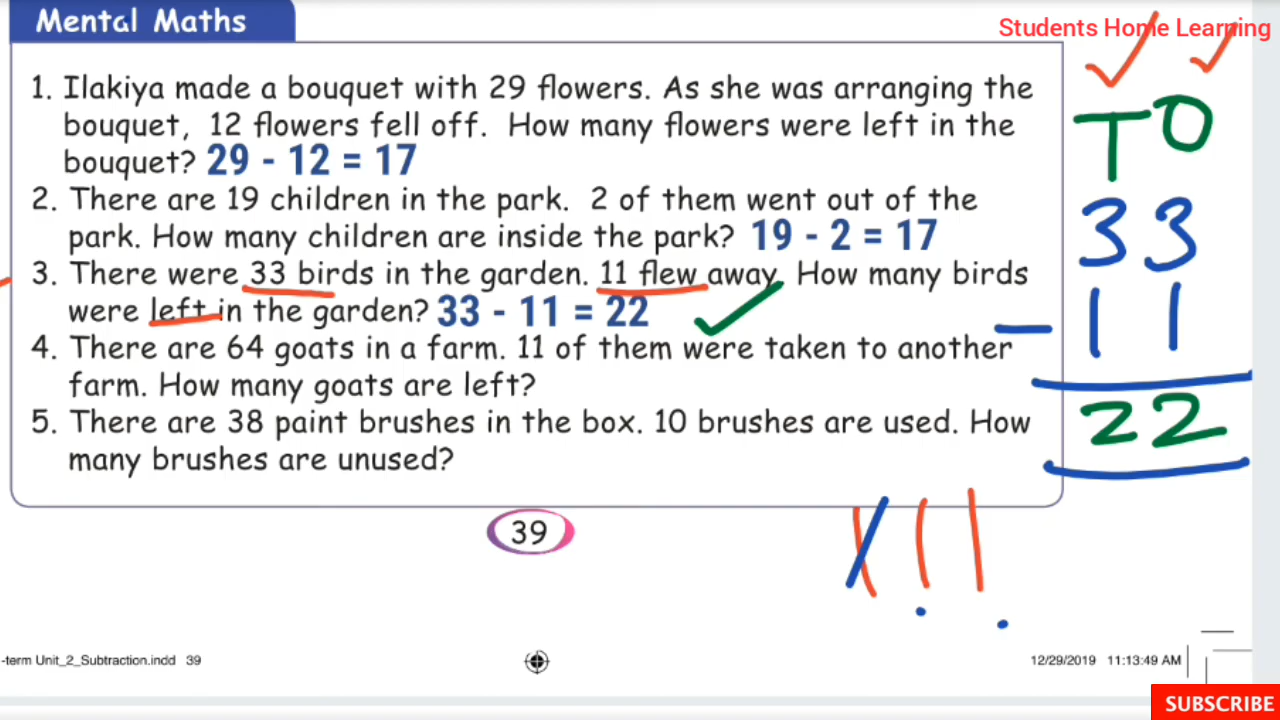 Mental Maths
Students Home Learning
1. Ilakiya made a bouquet with 29 flowers. As she was arranging the
bouquet, 12 flowers fell off. How many flowers were left in the
bouquet? 29 - 12 = 17
2. There are 19 children in the park. 2 of them went out of the
park. How many children are inside the park? 19 - 2 = 17
3. There were 33 birds in the garden. 11 flew away. How many birds
were left in the garden? 33 - 11 = 22
4. There are 64 goats in a farm. 11 of them were taken to another
farm. How many goats are left?
5. There are 38 paint brushes in the box. 10 brushes are used. How
many brushes are unused?
T O
33
- 11
22
39
-term Unit_2_Subtraction.indd 39
12/29/2019 11:13:49 AM
SUBSCRIBE